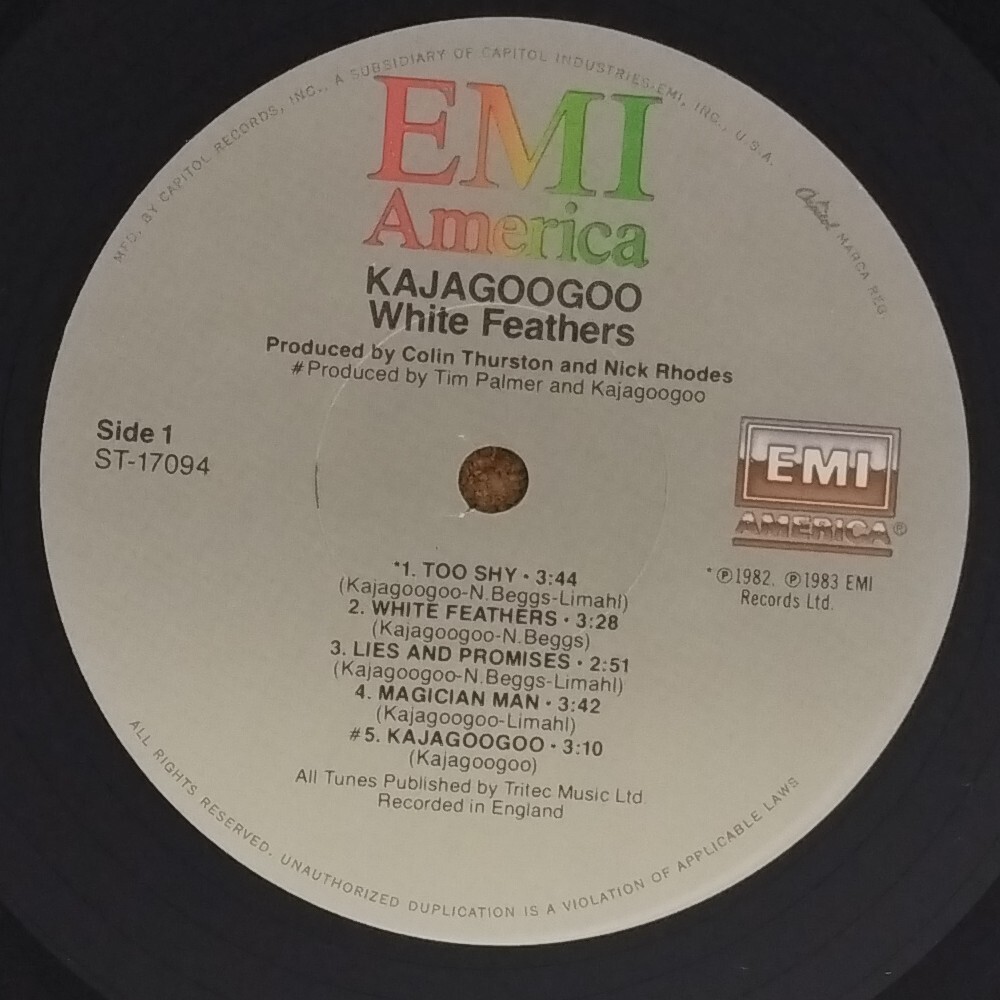 MFD. BY CAPITOL RECORDS, INC., A SUBSIDIARY OF CAPITOL INDUSTRIES-EMI, INC., U.S.A.
Capitol MARCA REG.
EMI
America
KAJAGOOGOO
White Feathers
Produced by Colin Thurston and Nick Rhodes
#Produced by Tim Palmer and Kajagoogoo
Side 1
ST-17094
EMI
AMERICA®
*℗1982, ℗1983 EMI
Records Ltd.
*1. TOO SHY • 3:44
(Kajagoogoo-N.Beggs-Limahl)
2. WHITE FEATHERS • 3:28
(Kajagoogoo-N.Beggs)
3. LIES AND PROMISES • 2:51
(Kajagoogoo-N.Beggs-Limahl)
4. MAGICIAN MAN • 3:42
(Kajagoogoo-Limahl)
#5. KAJAGOOGOO • 3:10
(Kajagoogoo)
All Tunes Published by Tritec Music Ltd.
Recorded in England
ALL RIGHTS RESERVED. UNAUTHORIZED DUPLICATION IS A VIOLATION OF APPLICABLE LAWS